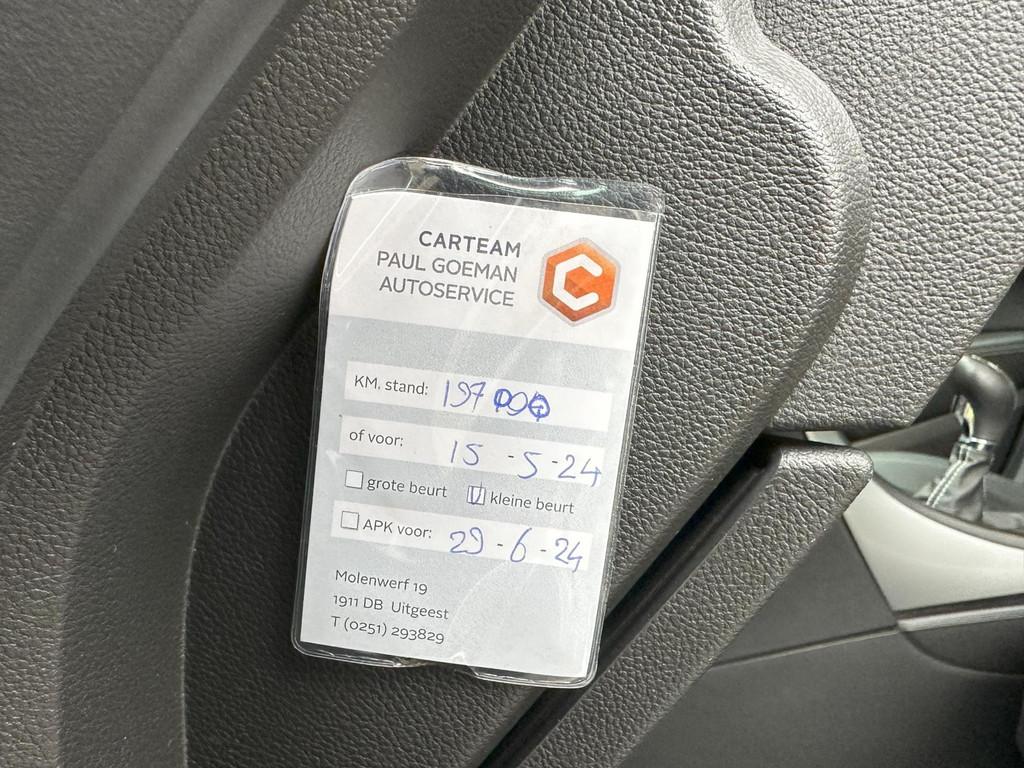 CARTEAM
PAUL GOEMAN
AUTOSERVICE
KM. stand: 197 000
of voor: 15 - 5 - 24
grote beurt kleine beurt
APK voor: 29 - 6 - 24
Molenwerf 19
1911 DB Uitgeest
T (0251) 293829